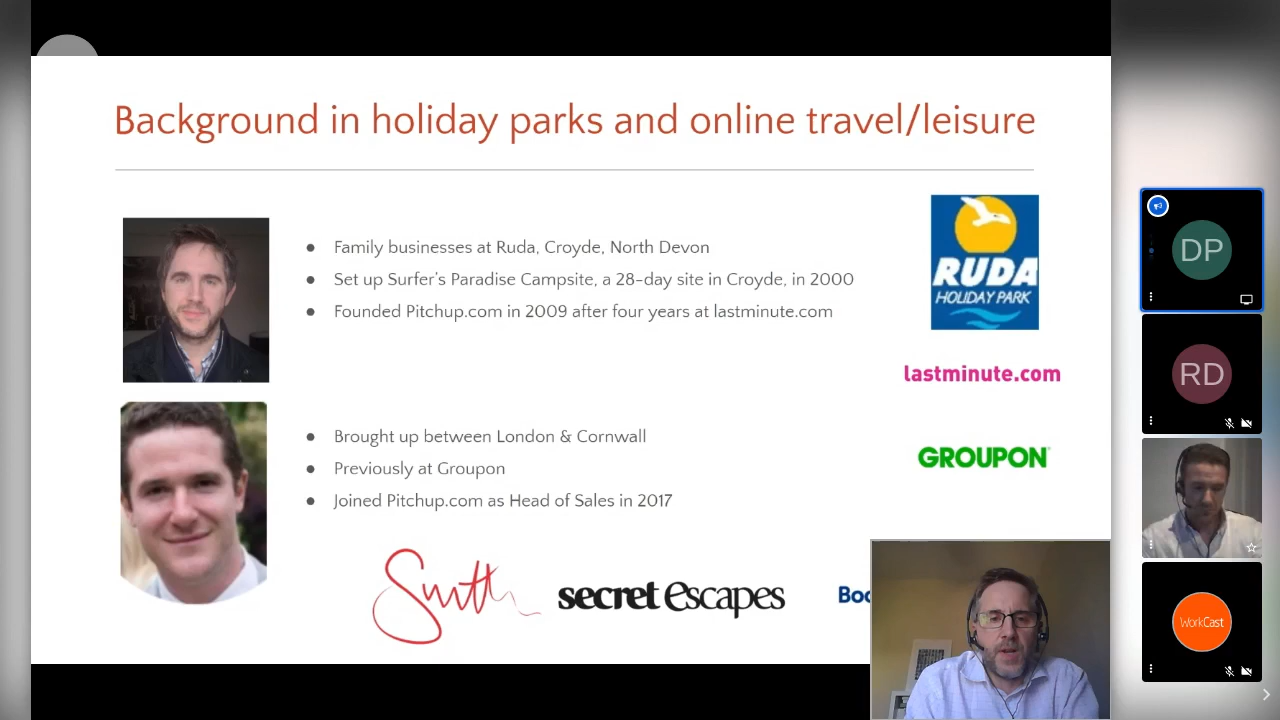 Background in holiday parks and online travel/leisure
Family businesses at Ruda, Croyde, North Devon
Set up Surfer's Paradise Campsite, a 28-day site in Croyde, in 2000
Founded Pitchup.com in 2009 after four years at lastminute.com
RUDA
HOLIDAY PARK
lastminute.com
Brought up between London & Cornwall
Previously at Groupon
Joined Pitchup.com as Head of Sales in 2017
GROUPON
Smith
secret escapes
Boo
DP
RD
WorkCast